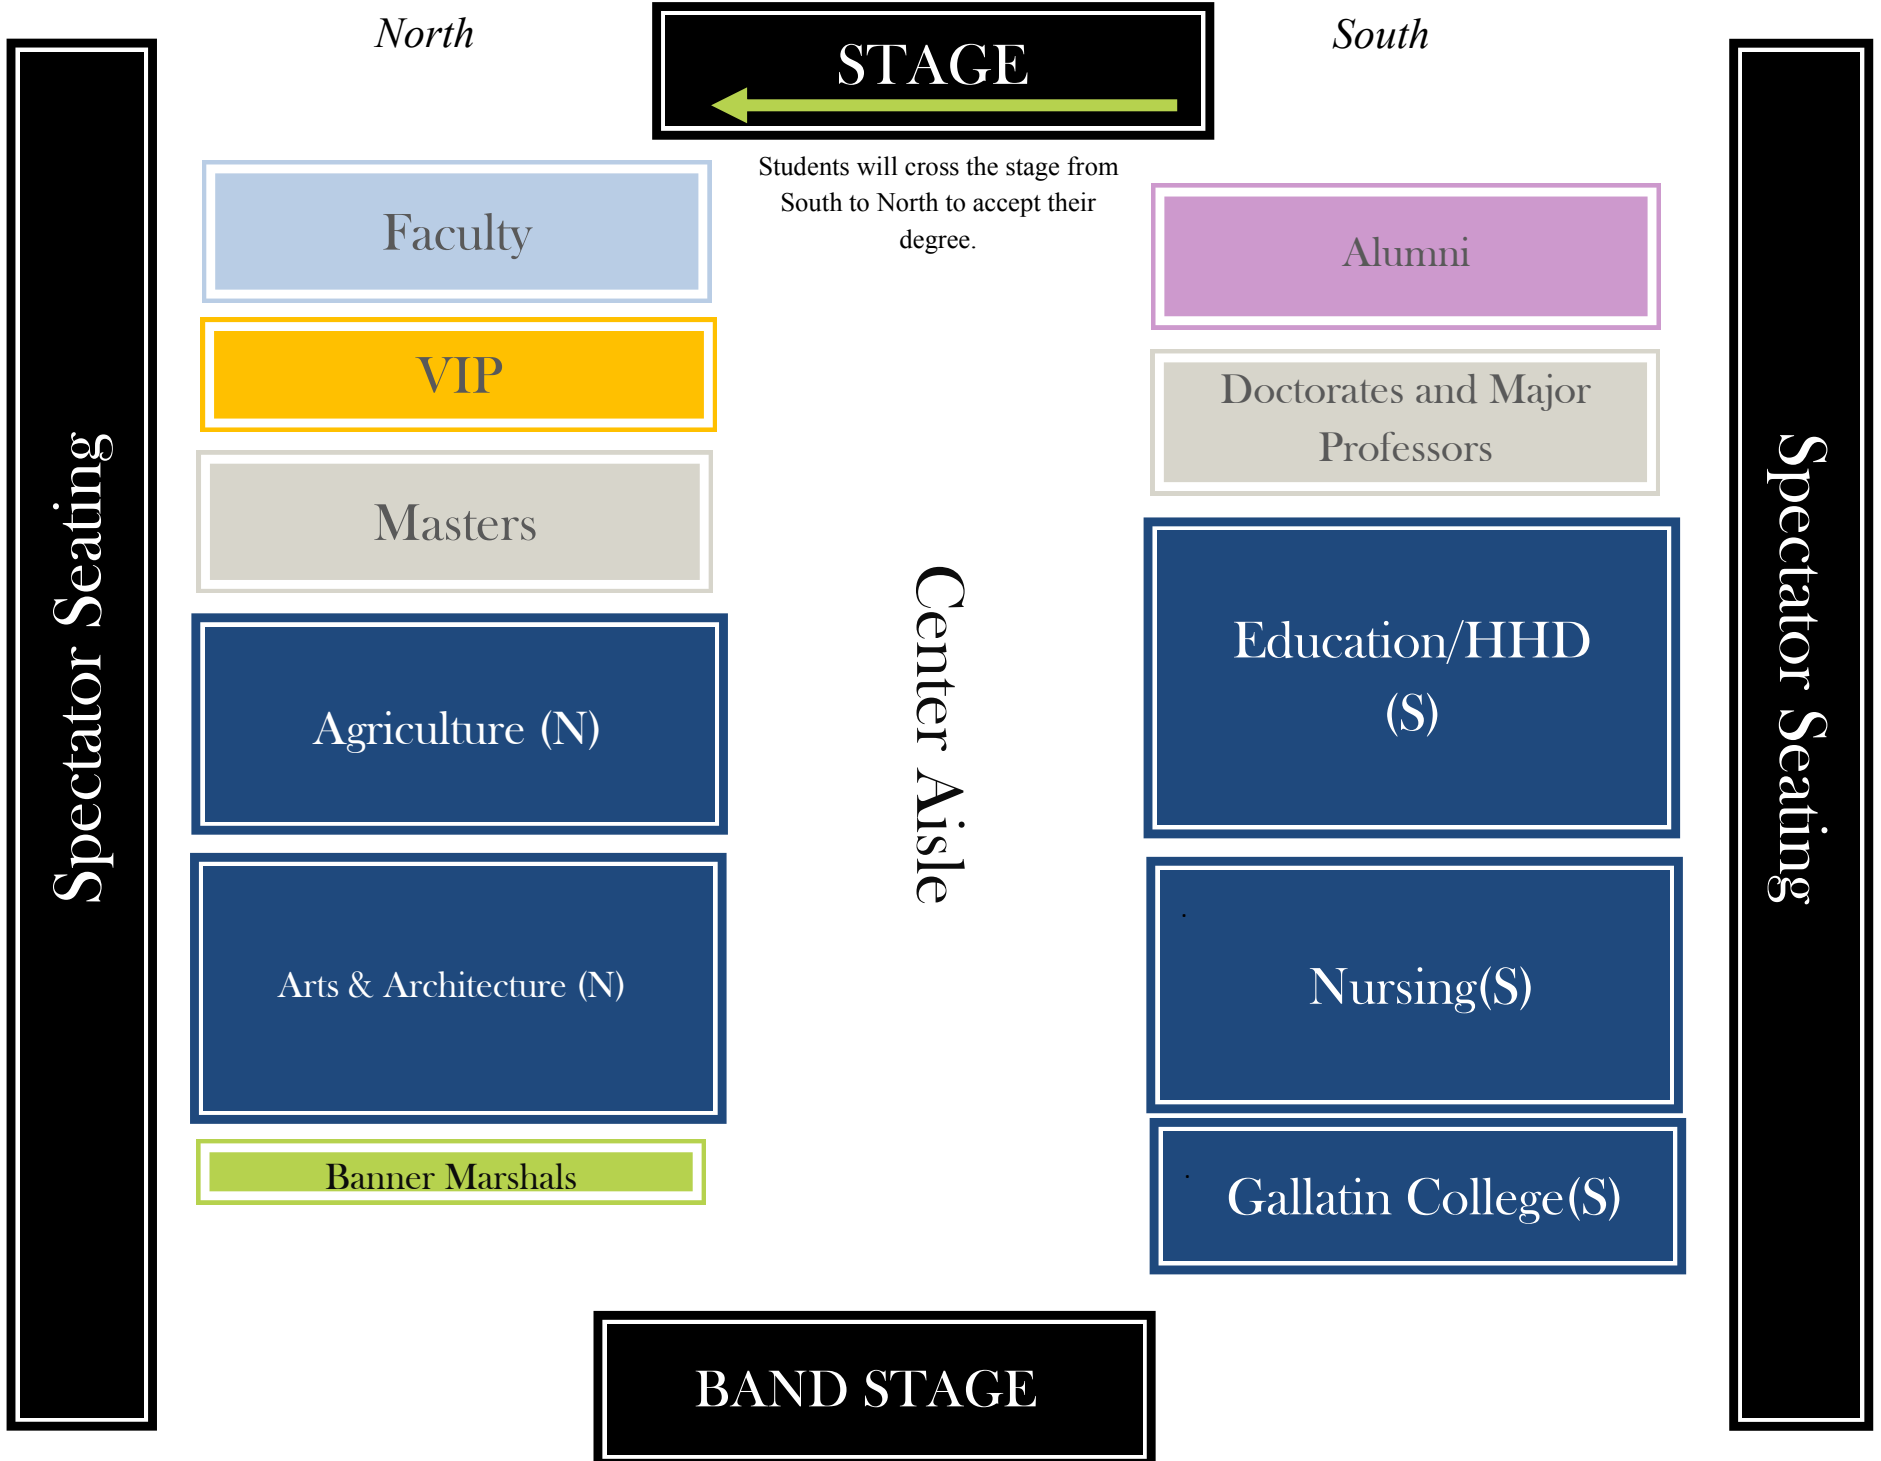 North
STAGE
South
Students will cross the stage from
South to North to accept their
degree.
Spectator Seating
Faculty
VIP
Masters
Agriculture (N)
Arts & Architecture (N)
Banner Marshals
Center Aisle
Alumni
Doctorates and Major
Professors
Education/HHD
(S)
.
Nursing(S)
.
Gallatin College(S)
Spectator Seating
BAND STAGE